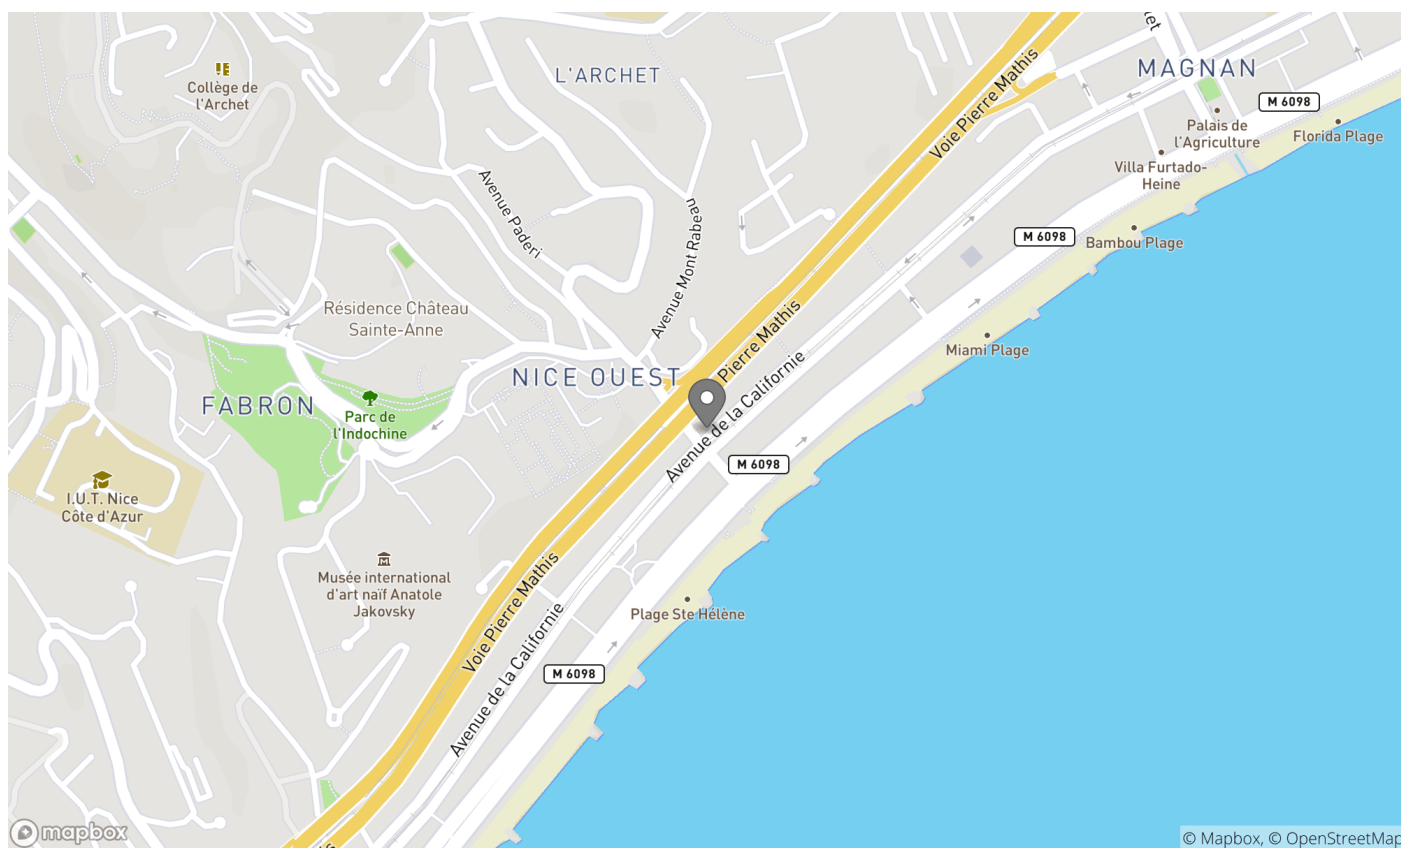 L'ARCHET
MAGNAN
Collège de
l'Archet
M 6098
Voie Pierre Mathis
Palais de
l'Agriculture
Florida Plage
Villa Furtado-
Heine
Avenue Paderi
Avenue Mont Rabeau
M 6098
Bambou Plage
Résidence Château
Sainte-Anne
Miami Plage
Pierre Mathis
NICE OUEST
FABRON
Parc de
l'Indochine
Avenue de la Californie
M 6098
I.U.T. Nice
Côte d'Azur
Musée international
d'art naïf Anatole
Jakovsky
Voie Pierre Mathis
Plage Ste Hélène
Avenue de la Californie
M 6098
mapbox
© Mapbox, © OpenStreetMap